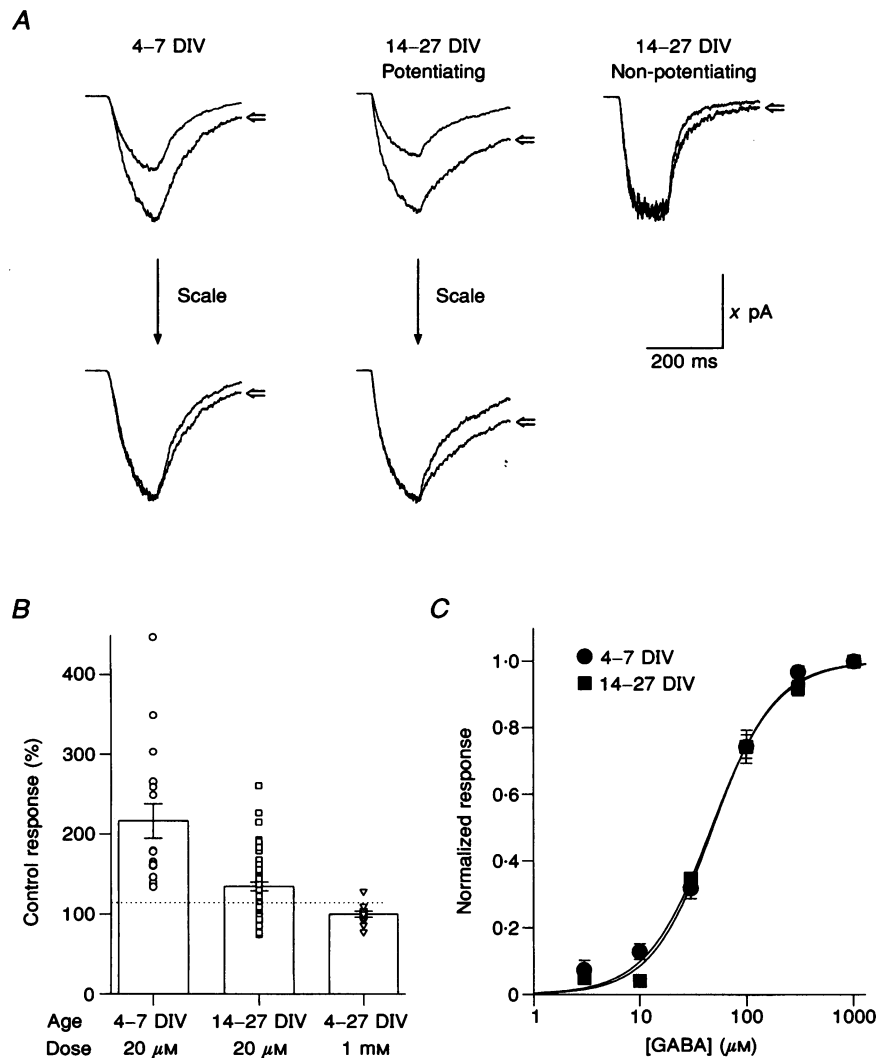 A
4–7 DIV
14–27 DIV
Potentiating
14–27 DIV
Non-potentiating
Scale
Scale
x pA
200 ms
B
Control response (%)
400
300
200
100
0
Age
4–7 DIV
14–27 DIV
4–27 DIV
Dose
20 μM
20 μM
1 mM
C
Normalized response
4–7 DIV
14–27 DIV
1·0
0·8
0·6
0·4
0·2
0
1
10
100
1000
[GABA] (μM)